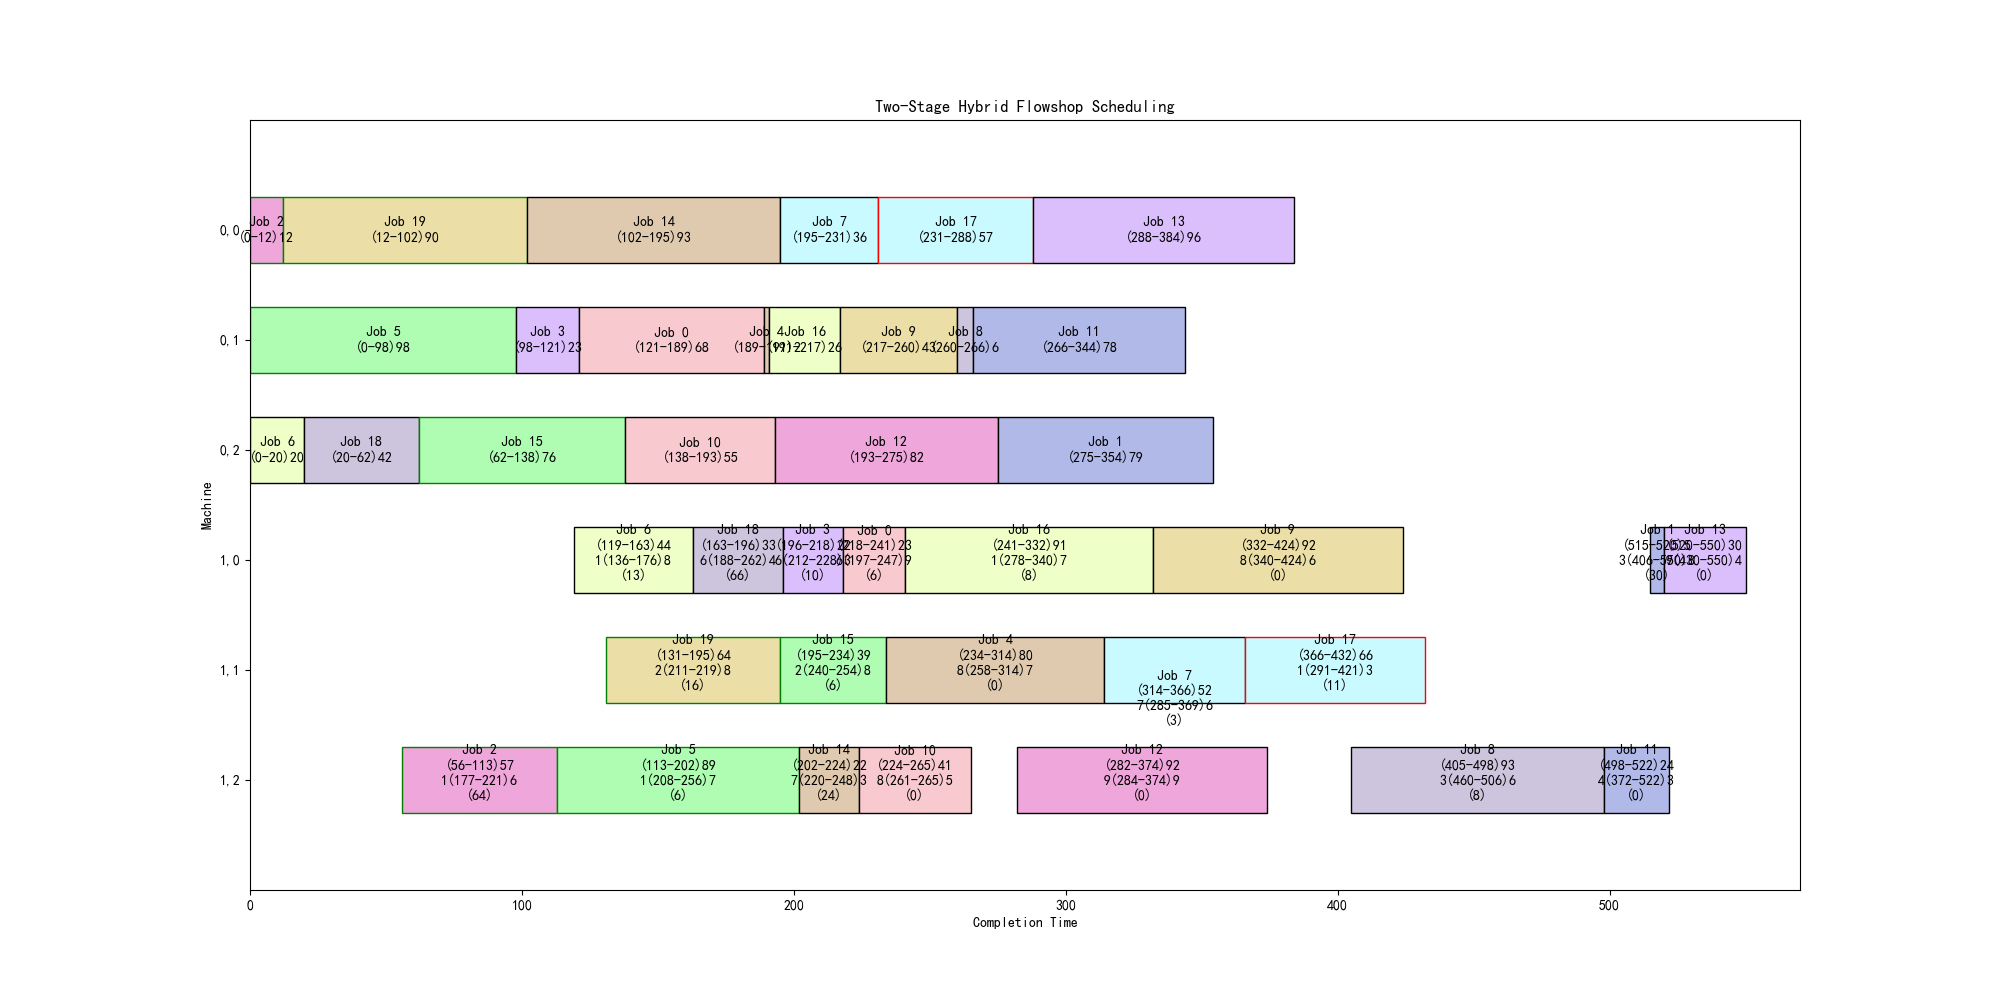 Two-Stage Hybrid Flowshop Scheduling
Machine
0,0
Job 2
(0-12)12
Job 19
(12-102)90
Job 14
(102-195)93
Job 7
(195-231)36
Job 17
(231-288)57
Job 13
(288-384)96
0,1
Job 5
(0-98)98
Job 3
(98-121)23
Job 0
(121-189)68
Job 4
(189-191)2
Job 16
(191-217)26
Job 9
(217-260)43
Job 8
(260-266)6
Job 11
(266-344)78
0,2
Job 6
(0-20)20
Job 18
(20-62)42
Job 15
(62-138)76
Job 10
(138-193)55
Job 12
(193-275)82
Job 1
(275-354)79
1,0
Job 6
(119-163)44
1(136-176)8
(13)
Job 18
(163-196)33
6(188-262)4
(66)
Job 3
(196-218)22
(10)
Job 0
(218-241)23
(6)
Job 16
(241-332)91
1(278-340)7
(8)
Job 9
(332-424)92
8(340-424)6
(0)
Job 1
(515-520)5
(30)
Job 13
(520-550)30
(0)
1,1
Job 19
(131-195)64
2(211-219)8
(16)
Job 15
(195-234)39
2(240-254)8
(6)
Job 4
(234-314)80
8(258-314)7
(0)
Job 7
(314-366)52
7(285-369)6
(3)
Job 17
(366-432)66
1(291-421)3
(11)
1,2
Job 2
(56-113)57
1(177-221)6
(64)
Job 5
(113-202)89
1(208-256)7
(6)
Job 14
(202-224)22
7(220-248)3
(24)
Job 10
(224-265)41
8(261-265)5
(0)
Job 12
(282-374)92
9(284-374)9
(0)
Job 8
(405-498)93
3(460-506)6
(8)
Job 11
(498-522)24
4(372-522)3
(0)
0
100
200
300
400
500
Completion Time